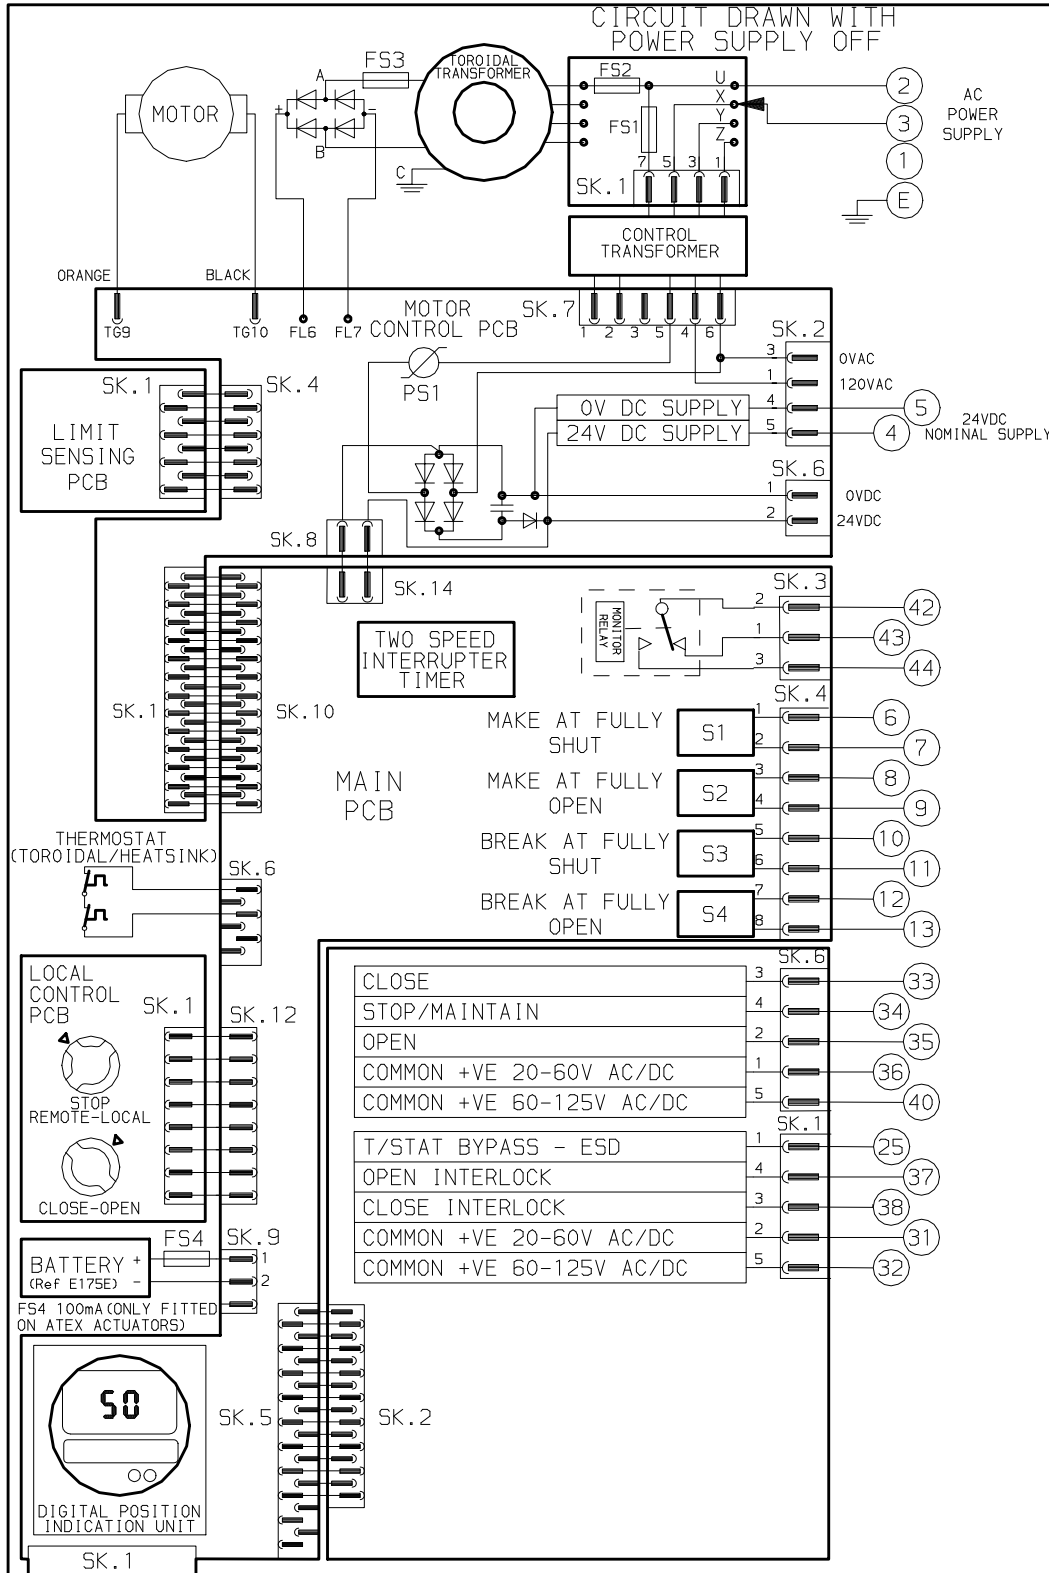 CIRCUIT DRAWN WITH
POWER SUPPLY OFF
MOTOR
A
FS3
+
-
B
C
TOROIDAL
TRANSFORMER
FS2
FS1
U
X
Y
Z
7 5 3 1
SK.1
2
3
1
E
AC
POWER
SUPPLY
CONTROL
TRANSFORMER
ORANGE
BLACK
TG9
TG10
FL6
FL7
MOTOR
CONTROL PCB
SK.7
1 2 3 5 4 6
PS1
SK.2
3 0VAC
1 120VAC
0V DC SUPPLY 4 5
24V DC SUPPLY 5 4
24VDC
NOMINAL SUPPLY
SK.6
1 0VDC
2 24VDC
SK.1
SK.4
LIMIT
SENSING
PCB
SK.8
SK.14
SK.1
SK.10
TWO SPEED
INTERRUPTER
TIMER
MONITOR
RELAY
SK.3
2 42
1 43
3 44
MAIN
PCB
SK.4
MAKE AT FULLY
SHUT
S1
1 6
2 7
MAKE AT FULLY
OPEN
S2
3 8
4 9
BREAK AT FULLY
SHUT
S3
5 10
6 11
BREAK AT FULLY
OPEN
S4
7 12
8 13
THERMOSTAT
(TOROIDAL/HEATSINK)
SK.6
LOCAL
CONTROL
PCB
SK.1
SK.12
STOP
REMOTE-LOCAL
CLOSE-OPEN
SK.6
CLOSE 3 33
STOP/MAINTAIN 4 34
OPEN 2 35
COMMON +VE 20-60V AC/DC 1 36
COMMON +VE 60-125V AC/DC 5 40
SK.1
T/STAT BYPASS - ESD 1 25
OPEN INTERLOCK 4 37
CLOSE INTERLOCK 3 38
COMMON +VE 20-60V AC/DC 2 31
COMMON +VE 60-125V AC/DC 5 32
BATTERY + -
(Ref E175E)
FS4
SK.9
1
2
FS4 100mA(ONLY FITTED
ON ATEX ACTUATORS)
50
DIGITAL POSITION
INDICATION UNIT
SK.5
SK.2
SK.1